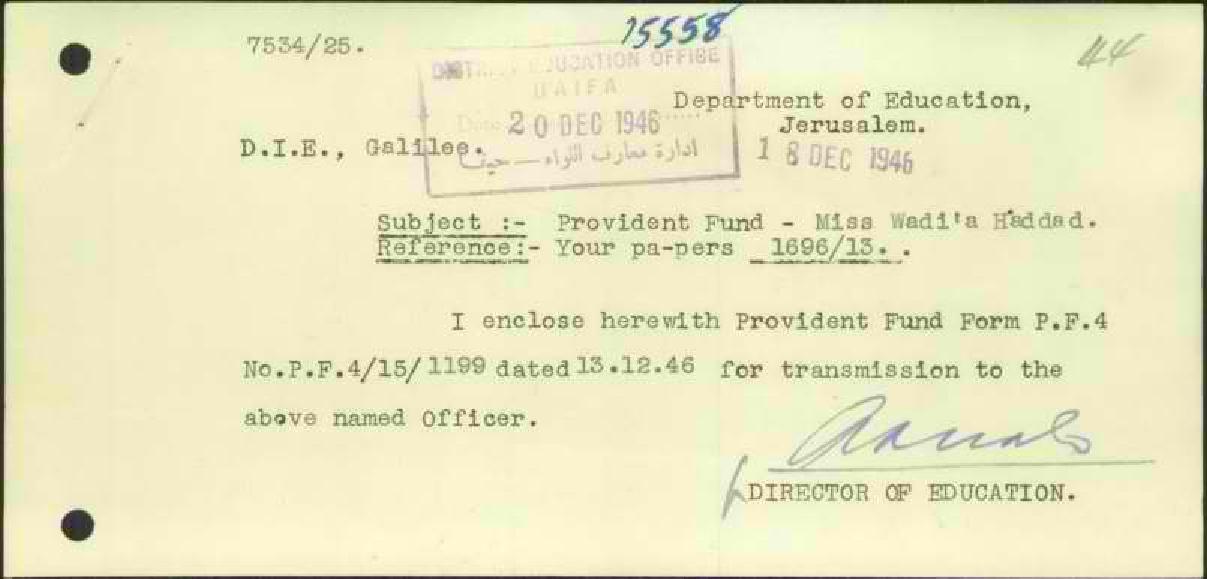 7534/25.
15558
44
DISTRICT EDUCATION OFFICE
HAIFA
Date 20 DEC 1946
ادارة معارف اللواء — حيفا
Department of Education,
Jerusalem.
18 DEC 1946
D.I.E., Galilee.
Subject :- Provident Fund - Miss Wadi'a Haddad.
Reference:- Your pa-pers 1696/13. .
I enclose herewith Provident Fund Form P.F.4
No.P.F.4/15/1199 dated 13.12.46 for transmission to the
above named Officer.
DIRECTOR OF EDUCATION.